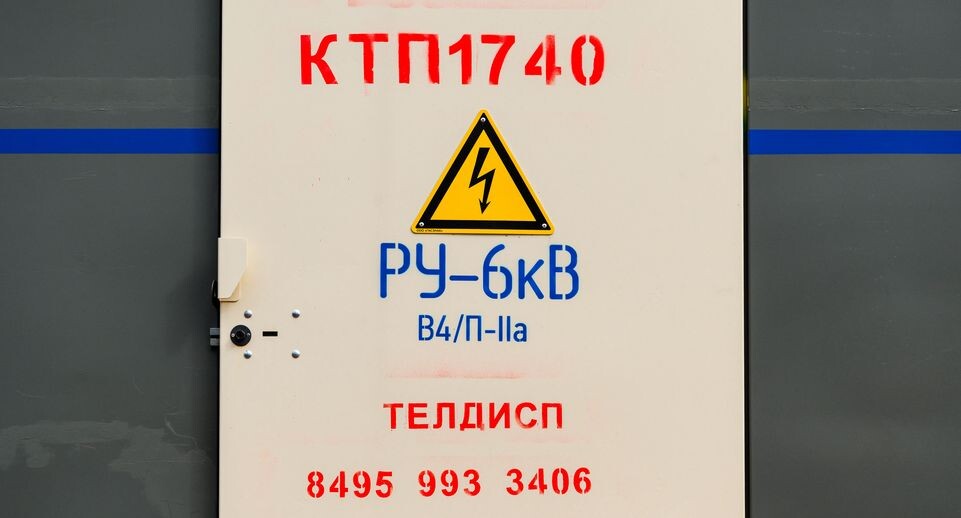 КТП1740
РУ-6кВ
В4/П-IIа
ТЕЛДИСП
8495 993 3406